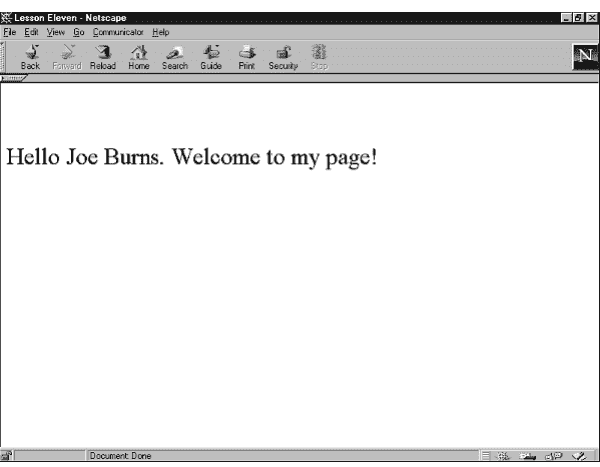 Lesson Eleven - Netscape
File Edit View Go Communicator Help
Back Forward Reload Home Search Guide Print Security Stop
N
Hello Joe Burns. Welcome to my page!
Document: Done